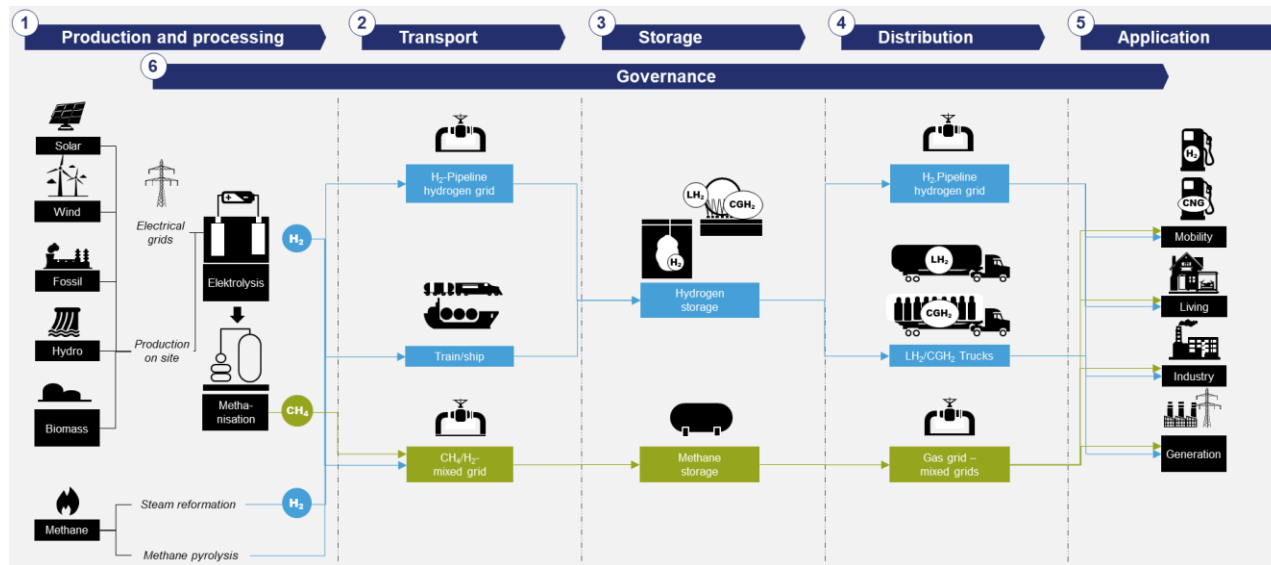 1
Production and processing
2
Transport
3
Storage
4
Distribution
5
Application
6
Governance
Solar
Wind
Fossil
Hydro
Biomass
Methane
Electrical
grids
Production
on site
Steam reformation
Methane pyrolysis
Elektrolysis
Metha-
nisation
H₂
CH₄
H₂
H₂-Pipeline
hydrogen grid
Train/ship
CH₄/H₂-
mixed grid
LH₂
CGH₂
H₂
Hydrogen
storage
Methane
storage
H₂,Pipeline
hydrogen grid
LH₂
CGH₂
LH₂/CGH₂ Trucks
Gas grid –
mixed grids
H₂
CNG
Mobility
Living
Industry
Generation